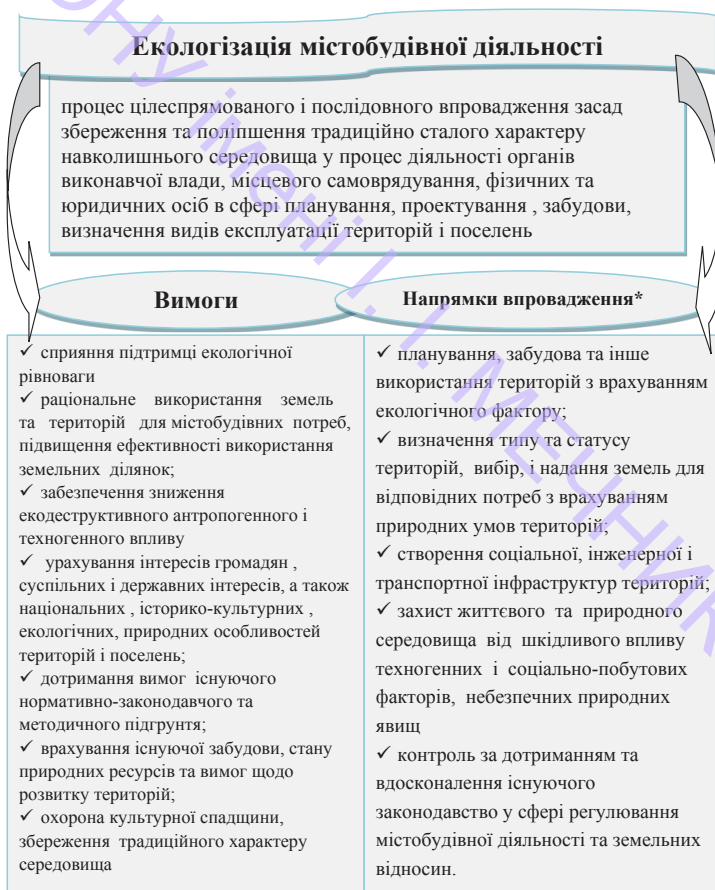 Екологізація містобудівної діяльності
процес цілеспрямованого і послідовного впровадження засад
збереження та поліпшення традиційно сталого характеру
навколишнього середовища у процес діяльності органів
виконавчої влади, місцевого самоврядування, фізичних та
юридичних осіб в сфері планування, проектування , забудови,
визначення видів експлуатації територій і поселень
Вимоги
✓ сприяння підтримці екологічної
рівноваги
✓ раціональне використання земель
та територій для містобудівних потреб,
підвищення ефективності використання
земельних ділянок;
✓ забезпечення зниження
екодеструктивного антропогенного і
техногенного впливу
✓ урахування інтересів громадян ,
суспільних і державних інтересів, а також
національних , історико-культурних ,
екологічних, природних особливостей
територій і поселень;
✓ дотримання вимог існуючого
нормативно-законодавчого та
методичного підгрунтя;
✓ врахування існуючої забудови, стану
природних ресурсів та вимог щодо
розвитку територій;
✓ охорона культурної спадщини,
збереження традиційного характеру
середовища
Напрямки впровадження*
✓ планування, забудова та інше
використання територій з врахуванням
екологічного фактору;
✓ визначення типу та статусу
територій, вибір, і надання земель для
відповідних потреб з врахуванням
природних умов територій;
✓ створення соціальної, інженерної і
транспортної інфраструктур територій;
✓ захист життєвого та природного
середовища від шкідливого впливу
техногенних і соціально-побутових
факторів, небезпечних природних
явищ
✓ контроль за дотриманням та
вдосконалення існуючого
законодавство у сфері регулювання
містобудівної діяльності та земельних
відносин.
імені І. І. МЕЧНИК